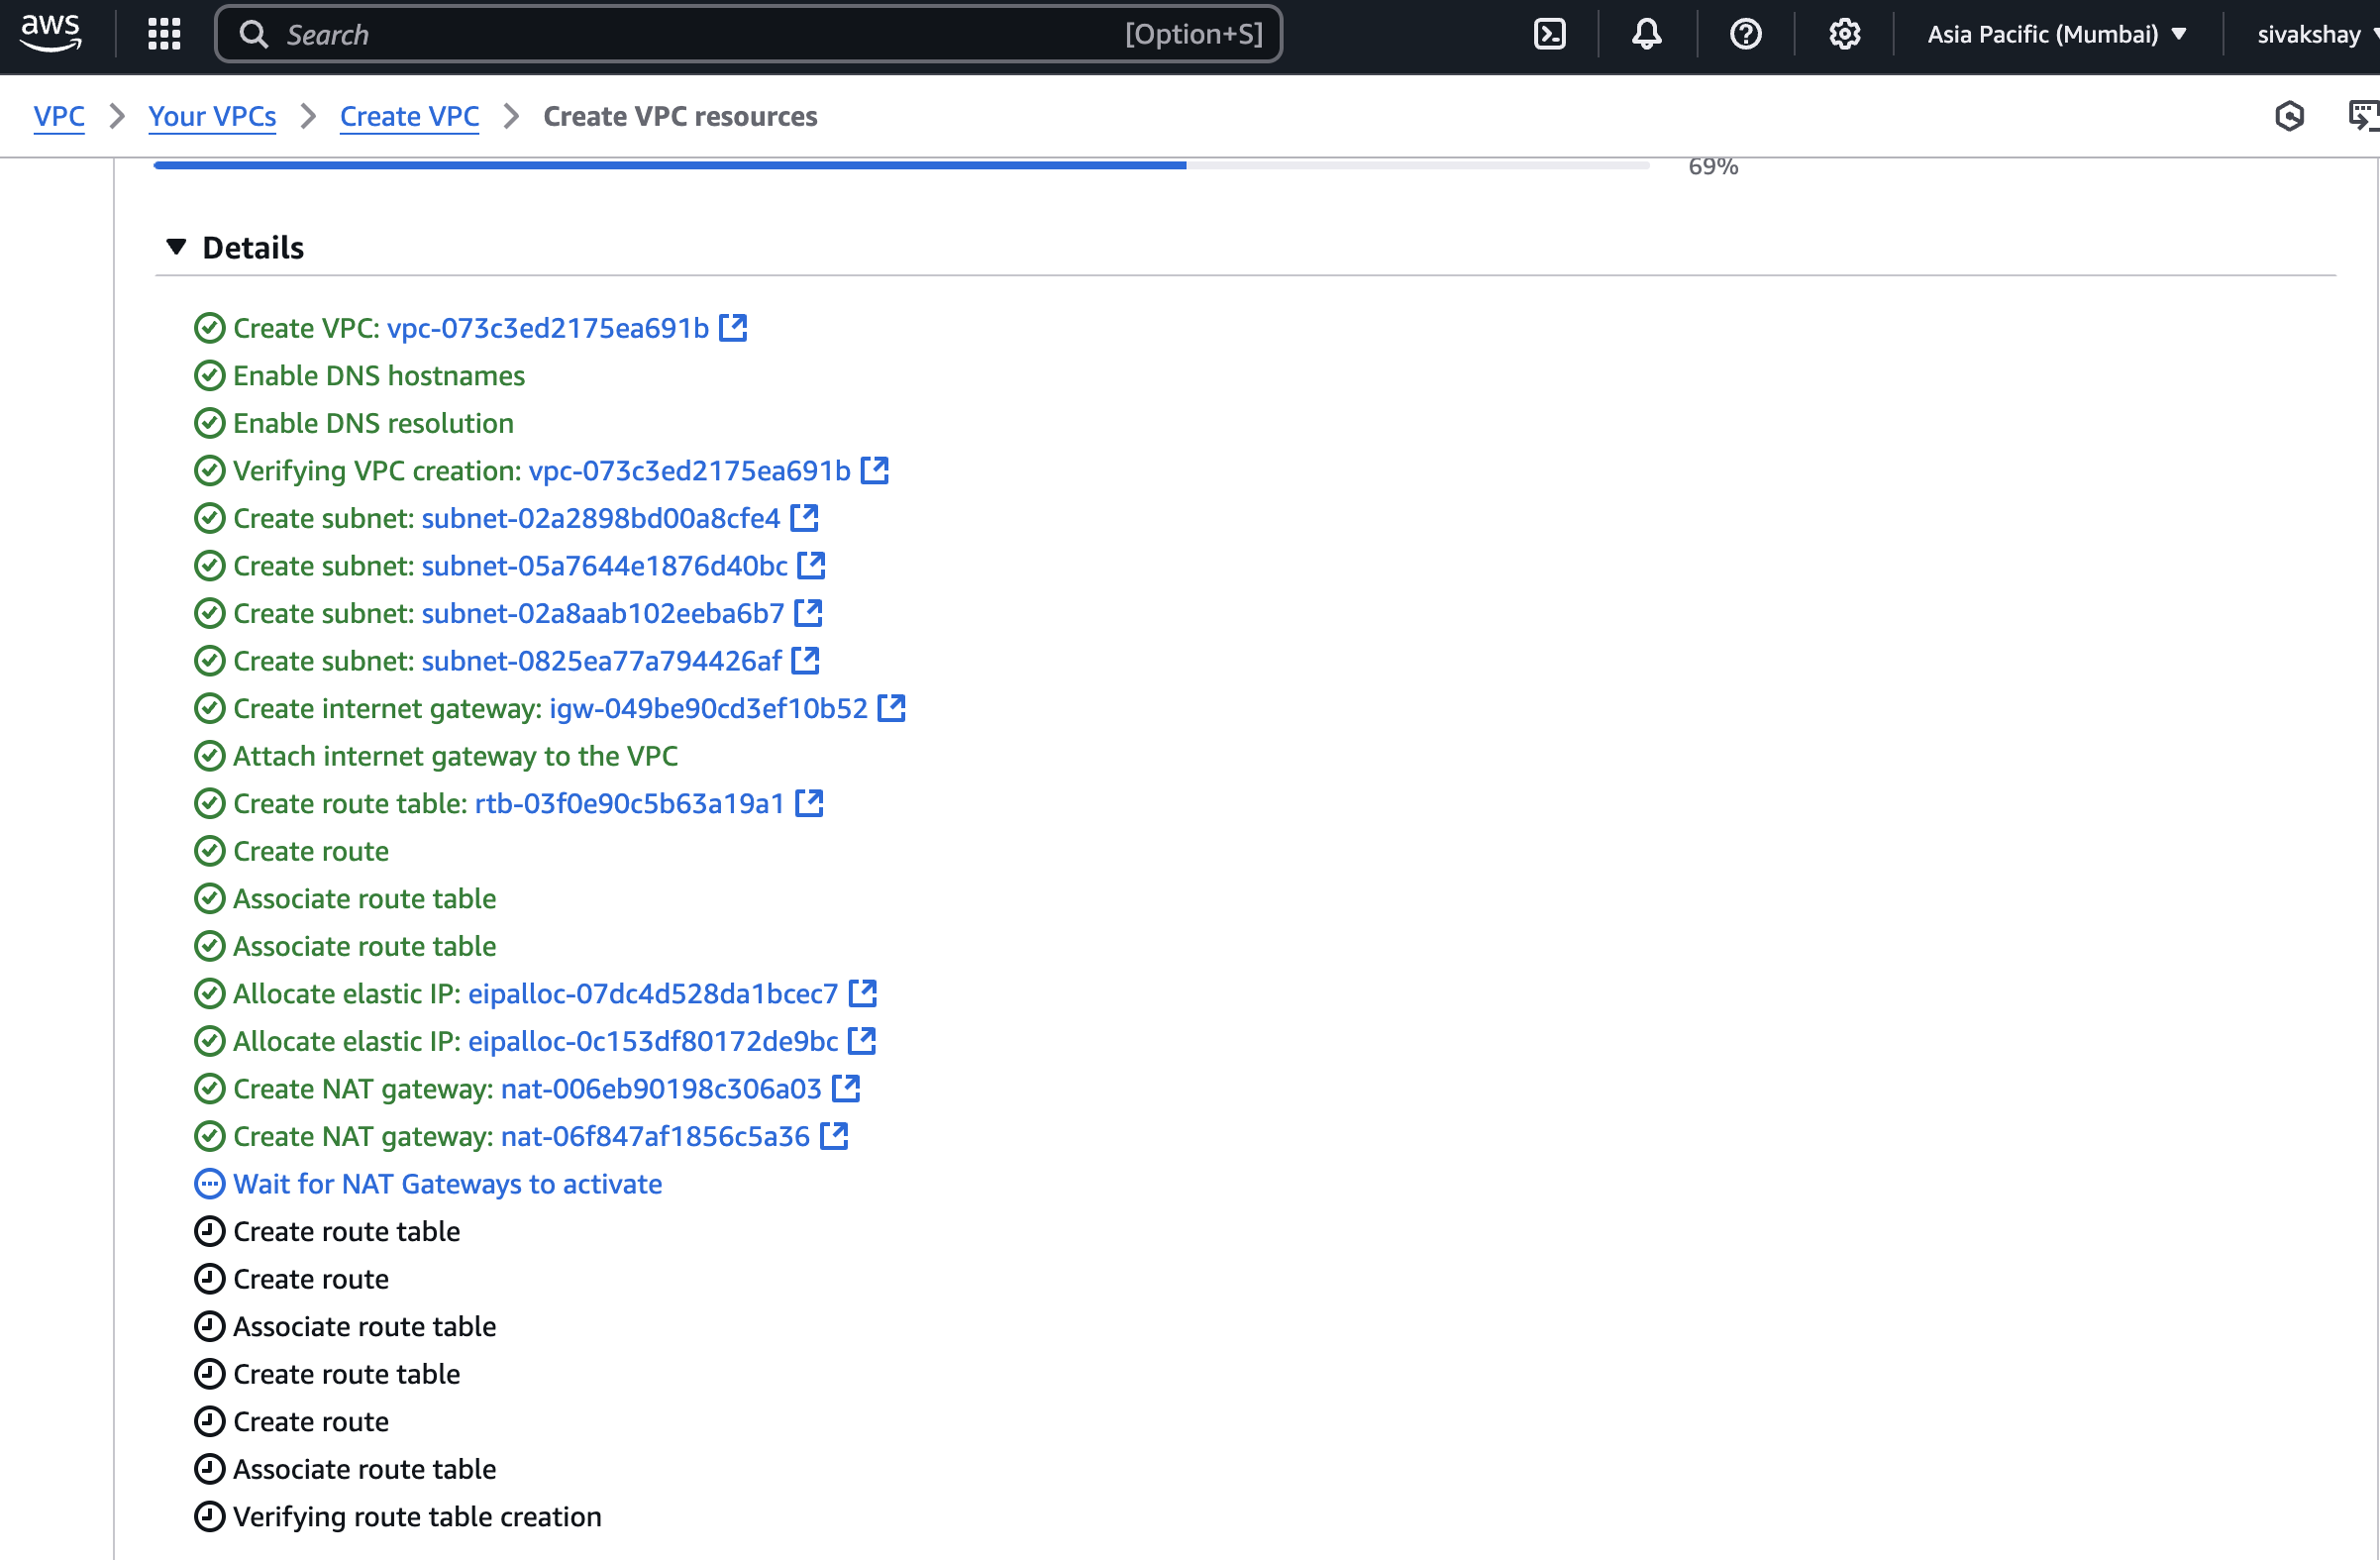 aws Search [Option+S] Asia Pacific (Mumbai) sivakshay
VPC Your VPCs Create VPC Create VPC resources
69%
Details
Create VPC: vpc-073c3ed2175ea691b
Enable DNS hostnames
Enable DNS resolution
Verifying VPC creation: vpc-073c3ed2175ea691b
Create subnet: subnet-02a2898bd00a8cfe4
Create subnet: subnet-05a7644e1876d40bc
Create subnet: subnet-02a8aab102eeba6b7
Create subnet: subnet-0825ea77a794426af
Create internet gateway: igw-049be90cd3ef10b52
Attach internet gateway to the VPC
Create route table: rtb-03f0e90c5b63a19a1
Create route
Associate route table
Associate route table
Allocate elastic IP: eipalloc-07dc4d528da1bcec7
Allocate elastic IP: eipalloc-0c153df80172de9bc
Create NAT gateway: nat-006eb90198c306a03
Create NAT gateway: nat-06f847af1856c5a36
Wait for NAT Gateways to activate
Create route table
Create route
Associate route table
Create route table
Create route
Associate route table
Verifying route table creation